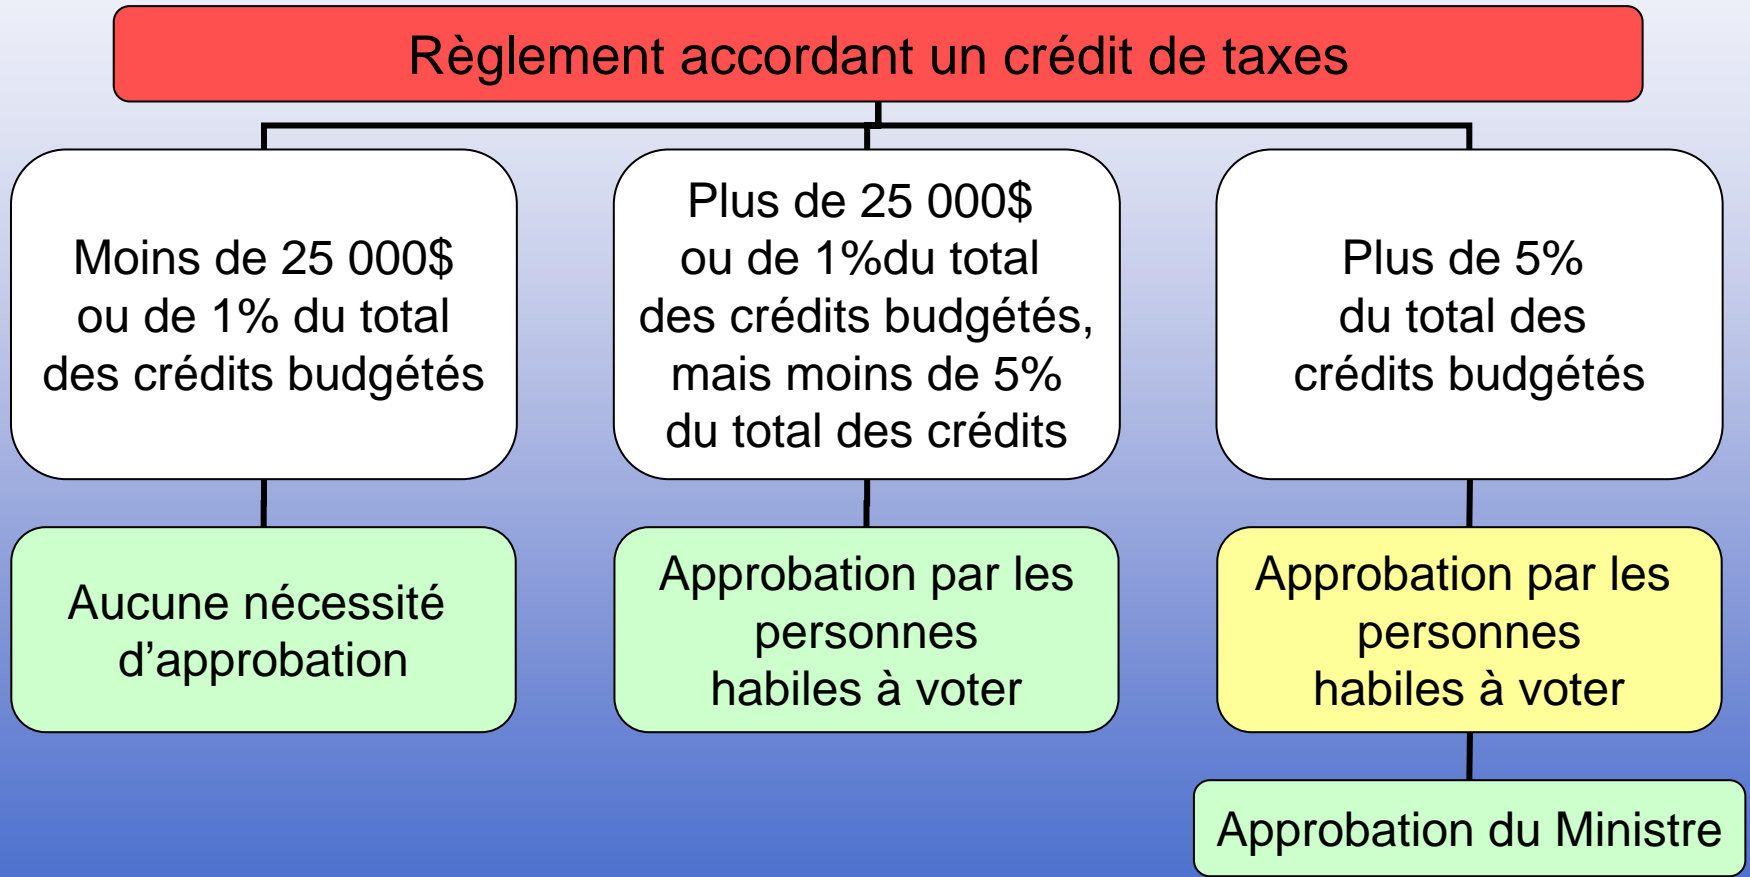 Règlement accordant un crédit de taxes
Moins de 25 000$
ou de 1% du total
des crédits budgétés
Plus de 25 000$
ou de 1%du total
des crédits budgétés,
mais moins de 5%
du total des crédits
Plus de 5%
du total des
crédits budgétés
Aucune nécessité
d’approbation
Approbation par les
personnes
habiles à voter
Approbation par les
personnes
habiles à voter
Approbation du Ministre